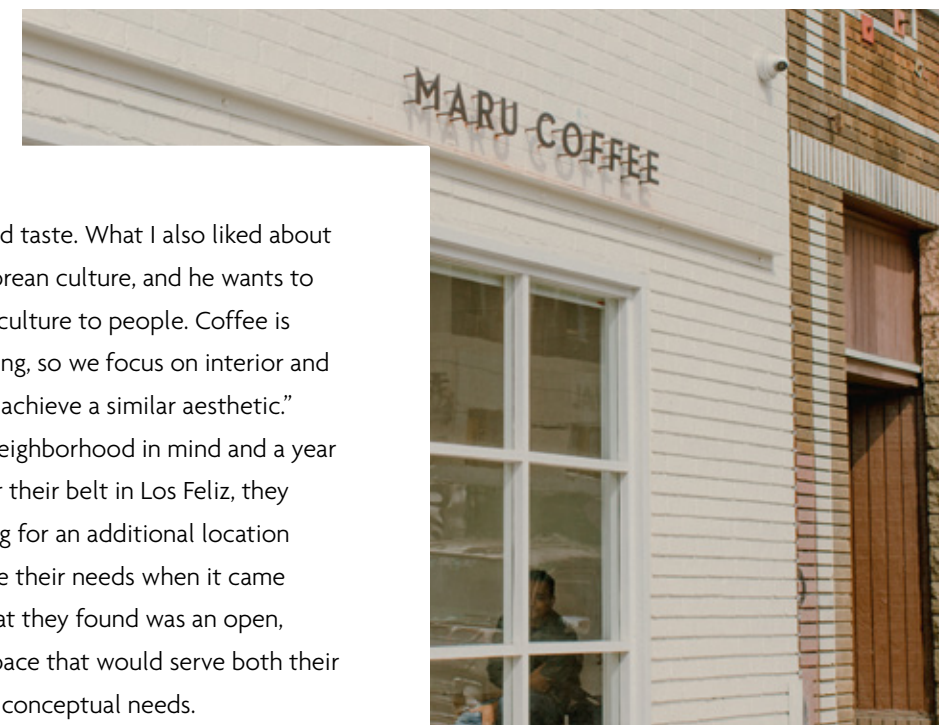 MARU COFFEE
d taste. What I also liked about
orean culture, and he wants to
culture to people. Coffee is
ng, so we focus on interior and
achieve a similar aesthetic.”
eighborhood in mind and a year
r their belt in Los Feliz, they
g for an additional location
e their needs when it came
at they found was an open,
pace that would serve both their
conceptual needs.